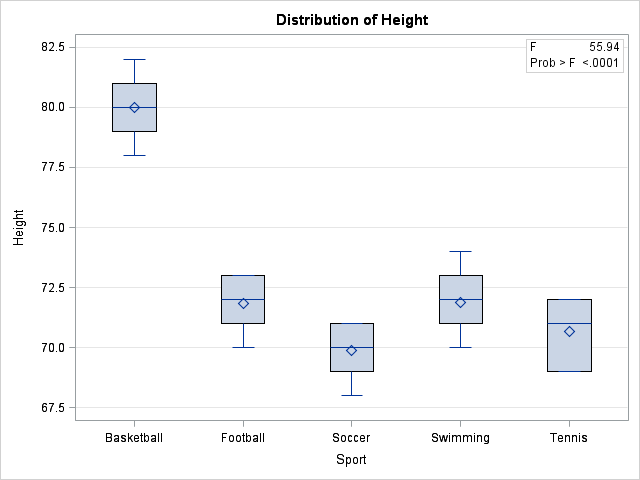 Distribution of Height
F 55.94
Prob > F <.0001
82.5
80.0
77.5
75.0
72.5
70.0
67.5
Height
Basketball Football Soccer Swimming Tennis
Sport